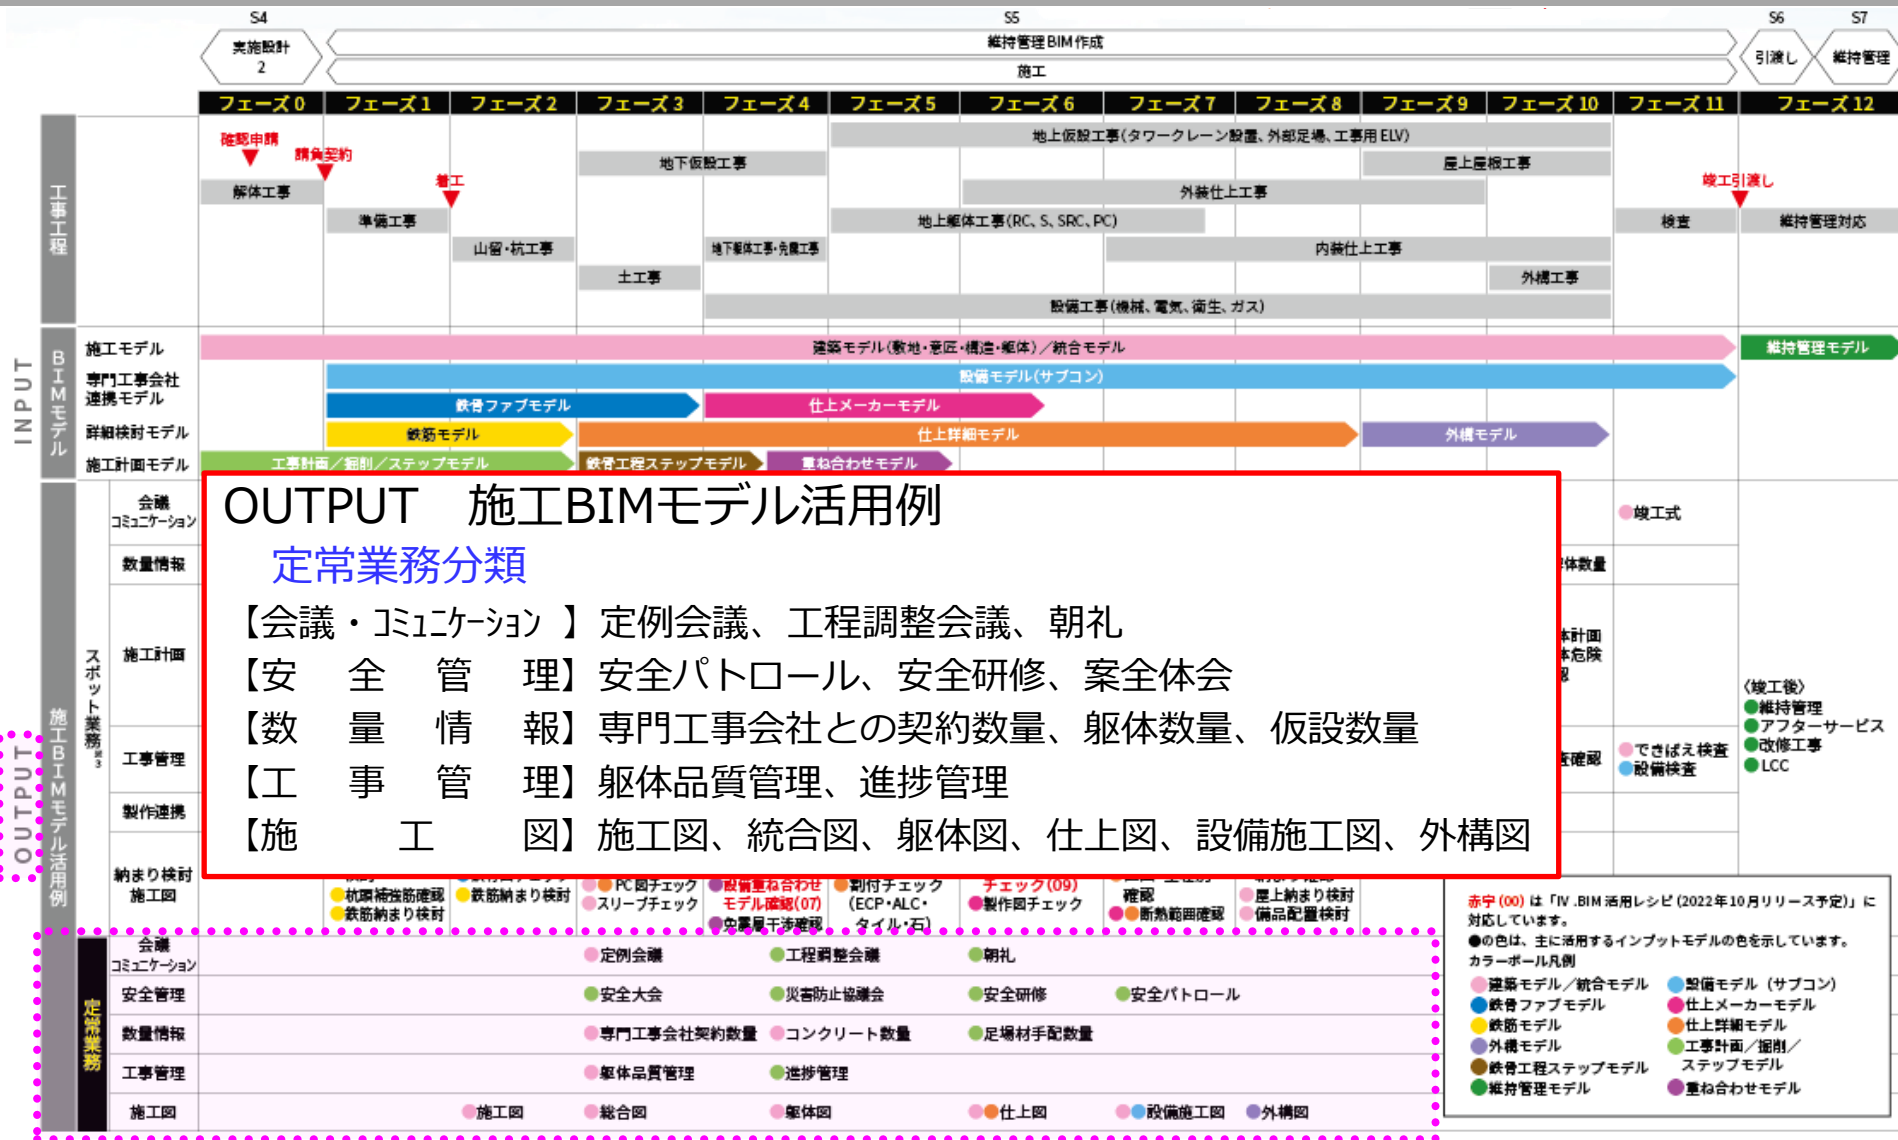 S4
S5
S6
S7
実施設計
2
維持管理BIM作成
施工
引渡し
維持管理
フェーズ0
フェーズ1
フェーズ2
フェーズ3
フェーズ4
フェーズ5
フェーズ6
フェーズ7
フェーズ8
フェーズ9
フェーズ10
フェーズ11
フェーズ12
工事工程
確認申請
請負契約
着工
竣工引渡し
地上仮設工事(タワークレーン設置、外部足場、工事用ELV)
地下仮設工事
屋上屋根工事
解体工事
外装仕上工事
準備工事
地上躯体工事(RC、S、SRC、PC)
検査
維持管理対応
山留・杭工事
地下躯体工事・免震工事
内装仕上工事
土工事
外構工事
設備工事(機械、電気、衛生、ガス)
INPUT
BIMモデル
施工モデル
建築モデル(敷地・意匠・構造・躯体)／統合モデル
維持管理モデル
専門工事会社
連携モデル
設備モデル(サブコン)
鉄骨ファブモデル
仕上メーカーモデル
詳細検討モデル
鉄筋モデル
仕上詳細モデル
外構モデル
施工計画モデル
工事計画／掘削／ステップモデル
鉄骨工程ステップモデル
重ね合わせモデル
OUTPUT
施工BIMモデル活用例
スポット業務※3
会議
コミュニケーション
数量情報
施工計画
工事管理
製作連携
納まり検討
施工図
OUTPUT　施工BIMモデル活用例
定常業務分類
【会議・コミュニケーション 】定例会議、工程調整会議、朝礼
【安　全　管　理】安全パトロール、安全研修、案全体会
【数　量　情　報】専門工事会社との契約数量、躯体数量、仮設数量
【工　事　管　理】躯体品質管理、進捗管理
【施　　工　　図】施工図、統合図、躯体図、仕上図、設備施工図、外構図
●竣工式
体数量
計画
危険
確認
●できばえ検査
●設備検査
〈竣工後〉
●維持管理
●アフターサービス
●改修工事
●LCC
●杭頭補強筋確認
●鉄筋納まり検討
●鉄筋納まり検討
●●PC図チェック
●スリーブチェック
●設備重ね合わせ
モデル確認(07)
●免震層干渉確認
●割付チェック
(ECP・ALC・
タイル・石)
チェック(09)
●製作図チェック
確認
●●断熱範囲確認
●屋上納まり検討
●備品配置検討
定常業務
会議
コミュニケーション
●定例会議
●工程調整会議
●朝礼
安全管理
●安全大会
●災害防止協議会
●安全研修
●安全パトロール
数量情報
●専門工事会社契約数量
●コンクリート数量
●足場材手配数量
工事管理
●躯体品質管理
●進捗管理
施工図
●施工図
●総合図
●躯体図
●●仕上図
●●設備施工図
●外構図
赤字(00)は「Ⅳ.BIM活用レシピ(2022年10月リリース予定)」に
対応しています。
●の色は、主に活用するインプットモデルの色を示しています。
カラーボール凡例
●建築モデル／統合モデル
●設備モデル（サブコン）
●鉄骨ファブモデル
●仕上メーカーモデル
●鉄筋モデル
●仕上詳細モデル
●外構モデル
●工事計画／掘削／
ステップモデル
●鉄骨工程ステップモデル
●維持管理モデル
●重ね合わせモデル